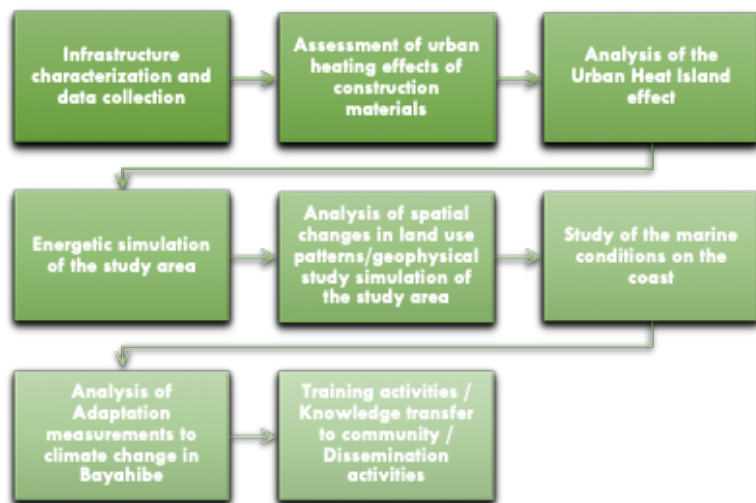 Infrastructure
characterization and
data collection
Assessment of urban
heating effects of
construction
materials
Analysis of the
Urban Heat Island
effect
Energetic simulation
of the study area
Analysis of spatial
changes in land use
patterns/geophysical
study simulation of
the study area
Study of the marine
conditions on the
coast
Analysis of
Adaptation
measurements to
climate change in
Bayahibe
Training activities /
Knowledge transfer
to community /
Dissemination
activities